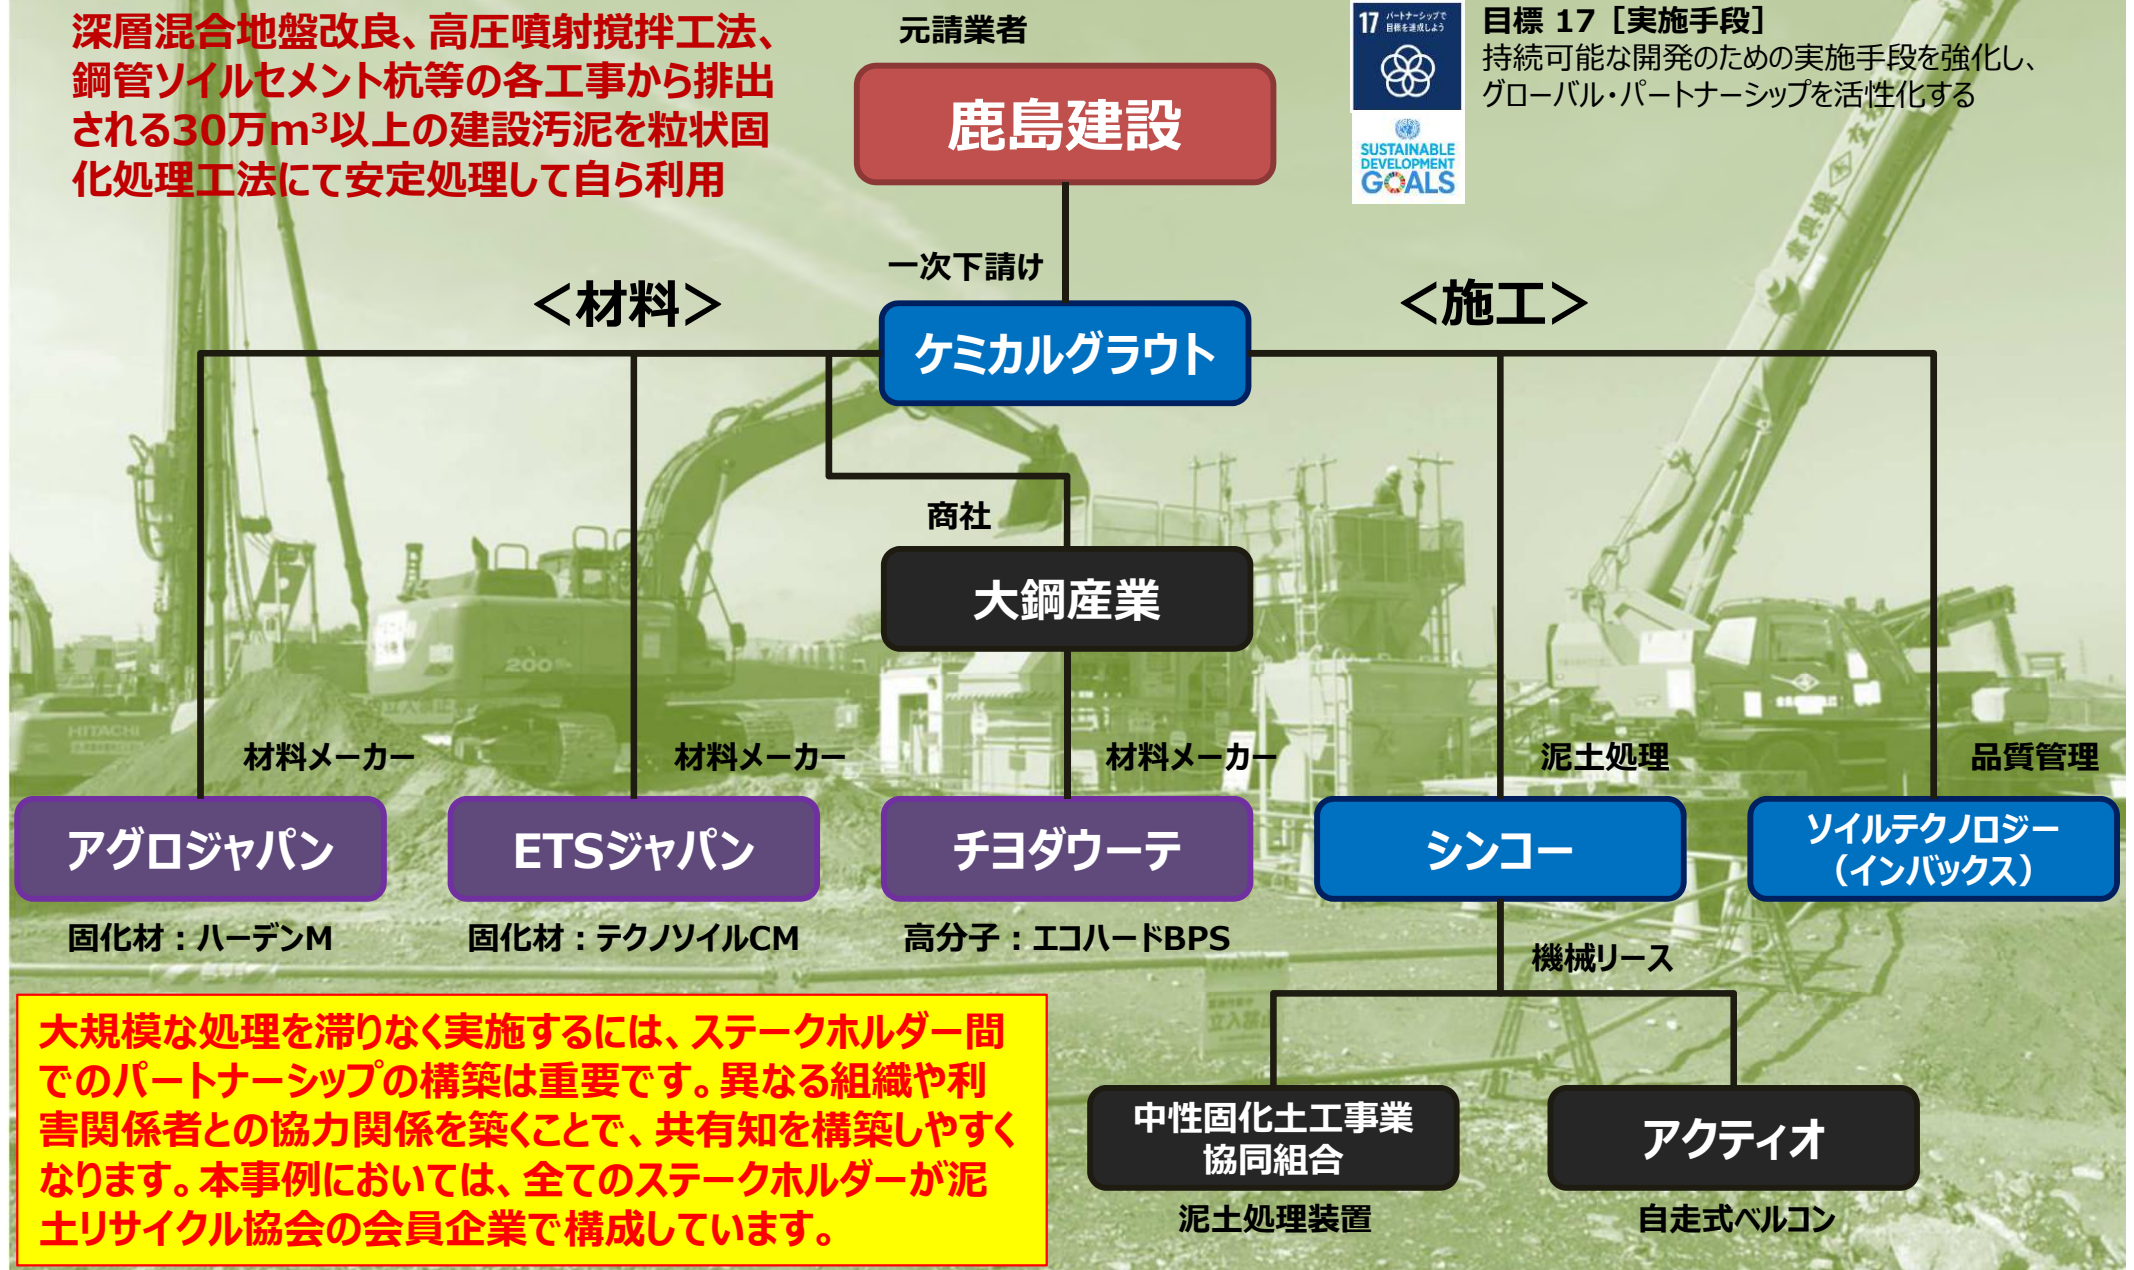 深層混合地盤改良、高圧噴射撹拌工法、
鋼管ソイルセメント杭等の各工事から排出
される30万m³以上の建設汚泥を粒状固
化処理工法にて安定処理して自ら利用
元請業者
鹿島建設
17 パートナーシップで
目標を達成しよう
SUSTAINABLE
DEVELOPMENT
GOALS
目標 17［実施手段］
持続可能な開発のための実施手段を強化し、
グローバル・パートナーシップを活性化する
一次下請け
＜材料＞
ケミカルグラウト
＜施工＞
商社
大鋼産業
200
HITACHI
材料メーカー
材料メーカー
材料メーカー
泥土処理
品質管理
アグロジャパン
ETSジャパン
チヨダウーテ
シンコー
ソイルテクノロジー
（インバックス）
固化材：ハーデンM
固化材：テクノソイルCM
高分子：エコハードBPS
機械リース
大規模な処理を滞りなく実施するには、ステークホルダー間
でのパートナーシップの構築は重要です。異なる組織や利
害関係者との協力関係を築くことで、共有知を構築しやすく
なります。本事例においては、全てのステークホルダーが泥
土リサイクル協会の会員企業で構成しています。
中性固化土工事業
協同組合
アクティオ
泥土処理装置
自走式ベルコン